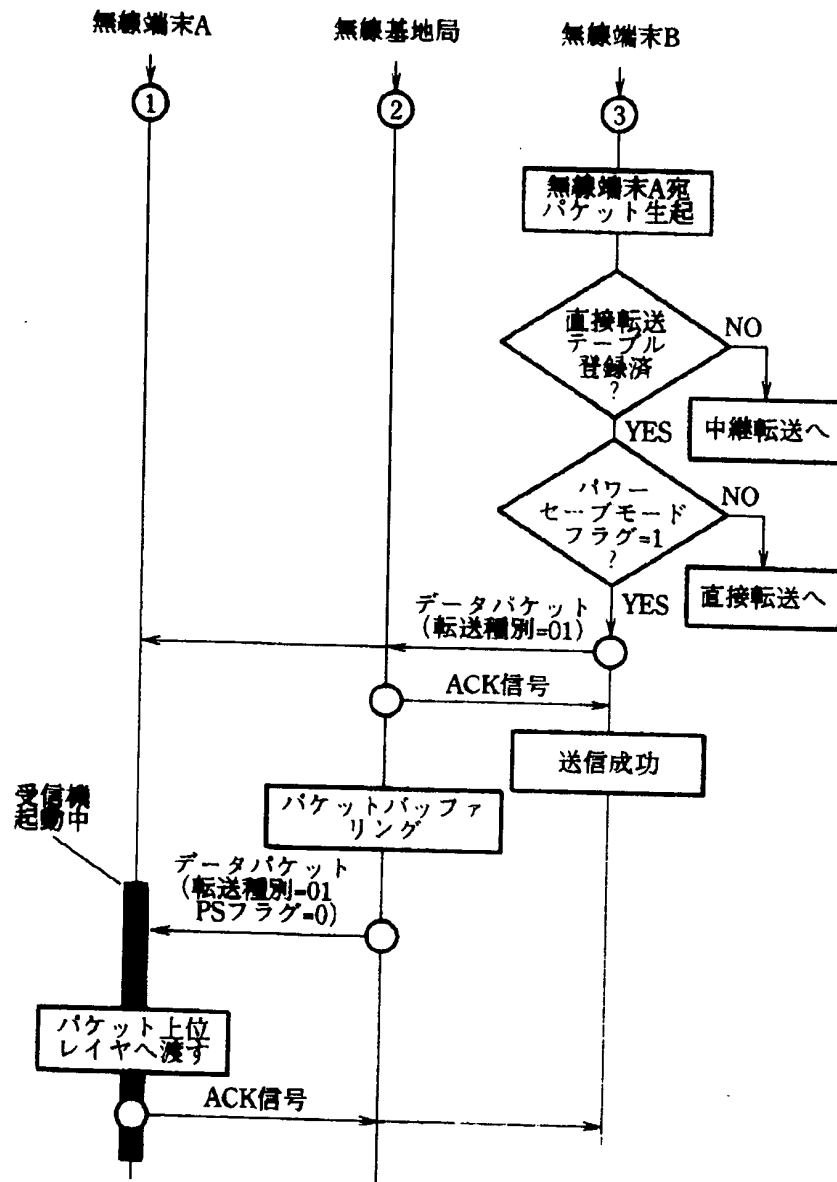 無線端末A
無線基地局
無線端末B
①
②
③
無線端末A宛
パケット生起
直接転送
テーブル
登録済
?
NO
YES
中継転送へ
パワー
セーブモード
フラグ=1
?
NO
YES
直接転送へ
データパケット
(転送種別=01)
ACK信号
送信成功
パケットバッファ
リング
受信機
起動中
データパケット
(転送種別=01
PSフラグ=0)
パケット上位
レイヤへ渡す
ACK信号